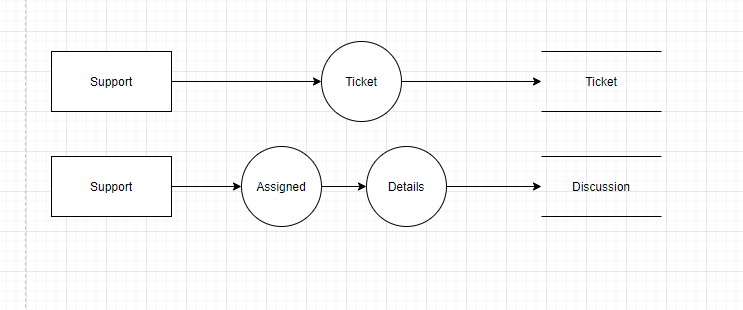 Support
Ticket
Ticket
Support
Assigned
Details
Discussion